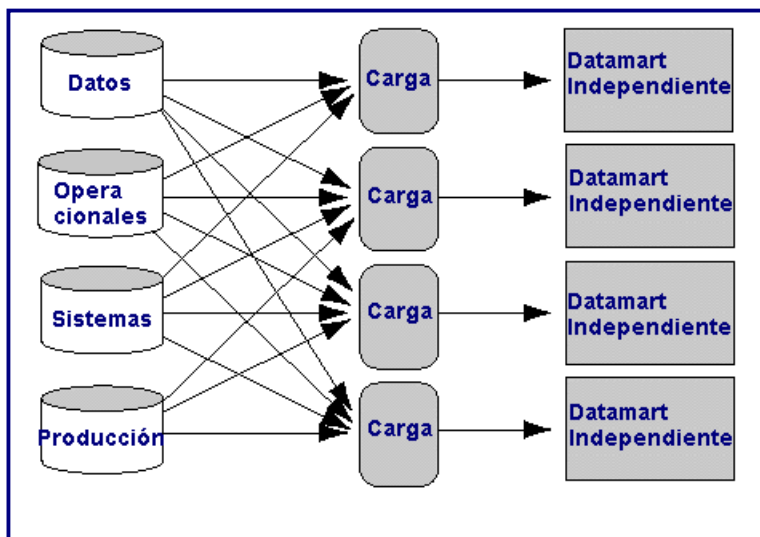 Datos
Carga
Datamart
Independiente
Opera
cionales
Carga
Datamart
Independiente
Sistemas
Carga
Datamart
Independiente
Producción
Carga
Datamart
Independiente